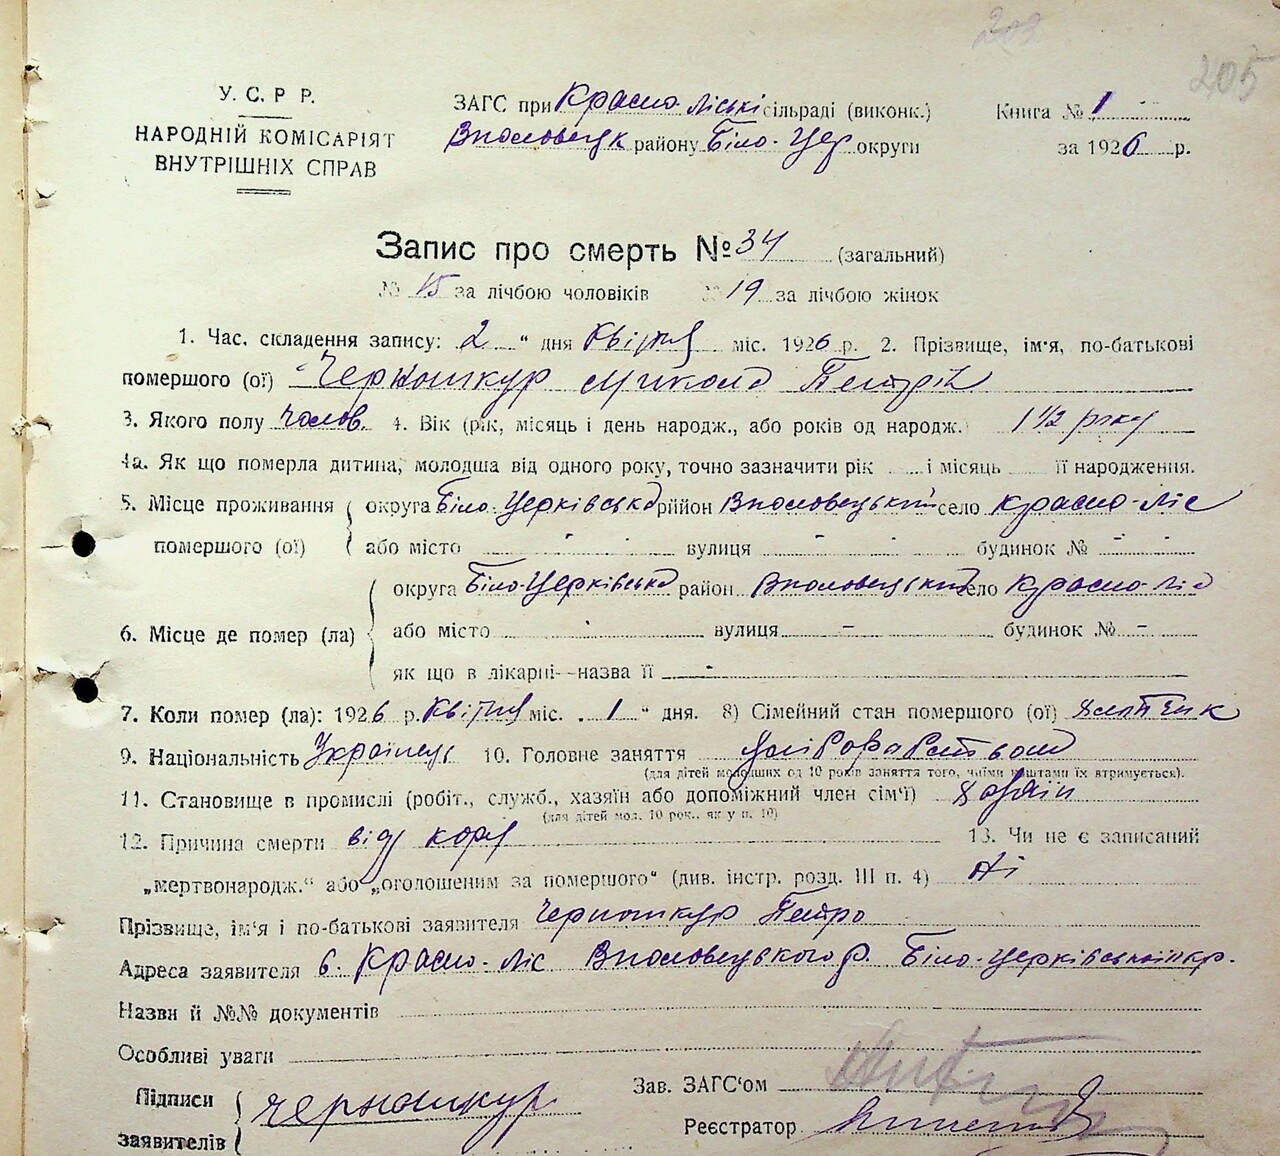 203
205
У. С. Р Р.
НАРОДНІЙ КОМІСАРІЯТ
ВНУТРІШНІХ СПРАВ
ЗАГС при Красно-ліські сільраді (виконк.)
району Біло-Цер округи
Книга № 1
за 1926 р.
Запис про смерть № 34 (загальний)
№ 15 за лічбою чоловіків № 19 за лічбою жінок
1. Час. складення запису: 2 " дня Квітня міс. 1926 р. 2. Прізвище, ім'я, по-батькові
помершого (ої) Черношкур Микола Петрів
3. Якого полу чолов. 4. Вік (рік, місяць і день народж., або років од народж.) 1 1/2 року
4а. Як що померла дитина, молодша від одного року, точно зазначити рік і місяць її народження.
5. Місце проживання округа Біло-Церківська рййон село Красно-Ліс
помершого (ої) або місто - вулиця - будинок № -
округа Біло-Церківська район село Красно-Ліс
6. Місце де помер (ла) або місто - вулиця - будинок № -
як що в лікарні--назва її -
7. Коли помер (ла): 1926 р. Квітня міс. „ 1 " дня. 8) Сімейний стан помершого (ої)
9. Національність Українець 10. Головне заняття хліборобством
(для дітей молодших од 10 років заняття того, чиїми коштами їх втримується).
11. Становище в промислі (робіт., служб., хазяїн або допоміжний член сім'ї) хазяїн
(для дітей мол. 10 рок., як у п. 10)
12. Причина смерти від кору 13. Чи не є записаний
„мертвонародж." або „оголошеним за помершого" (див. інстр. розд. III п. 4) Ні
Прізвище, ім'я і по-батькові заявителя Черношкур Петро
Адреса заявителя с. Красно-Ліс р. Біло-Церківської окр.
Назви й №№ документів
Особливі уваги
Підписи
заявителів Черношкур
Зав. ЗАГС'ом
Реєстратор